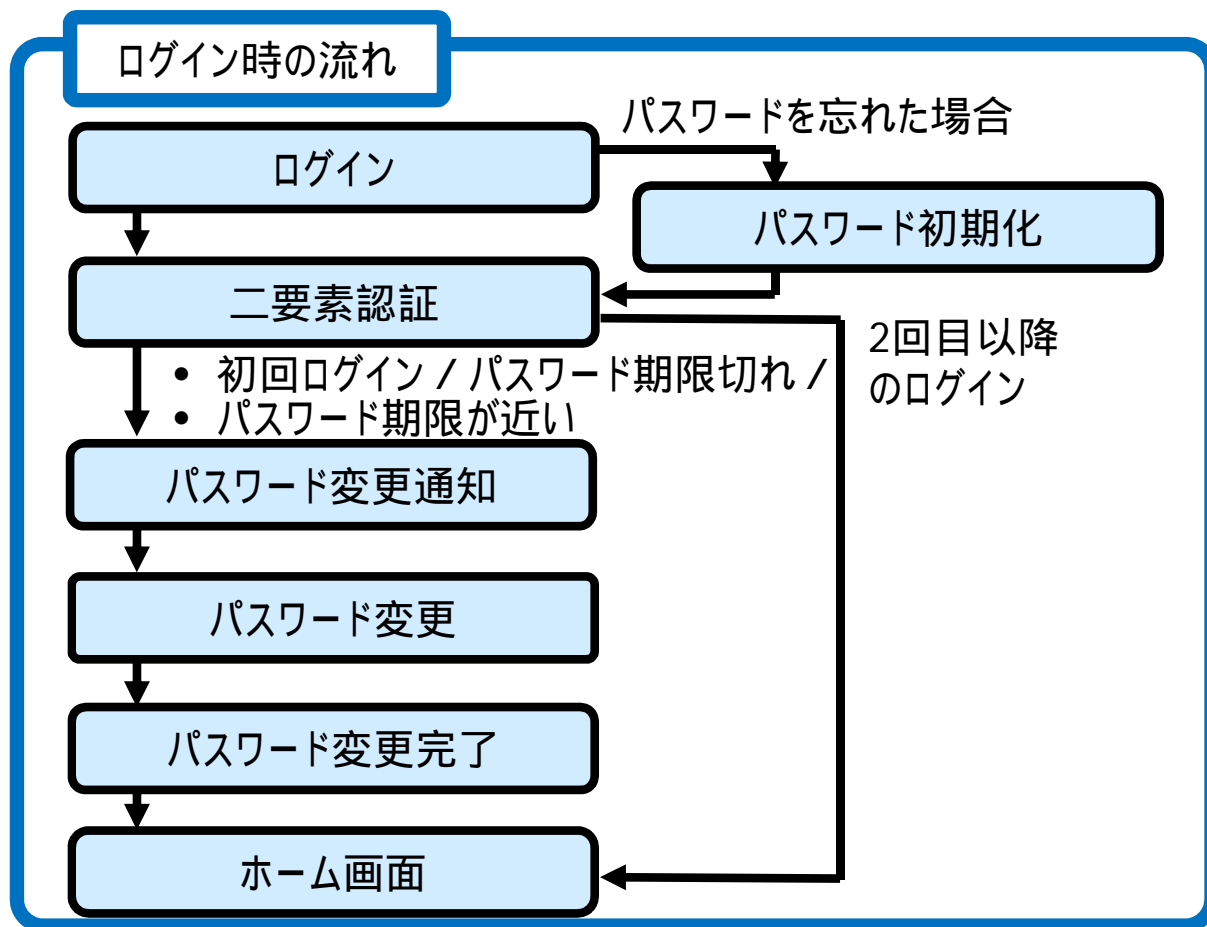 ログイン時の流れ
パスワードを忘れた場合
ログイン
パスワード初期化
二要素認証
2回目以降
のログイン
• 初回ログイン / パスワード期限切れ /
• パスワード期限が近い
パスワード変更通知
パスワード変更
パスワード変更完了
ホーム画面